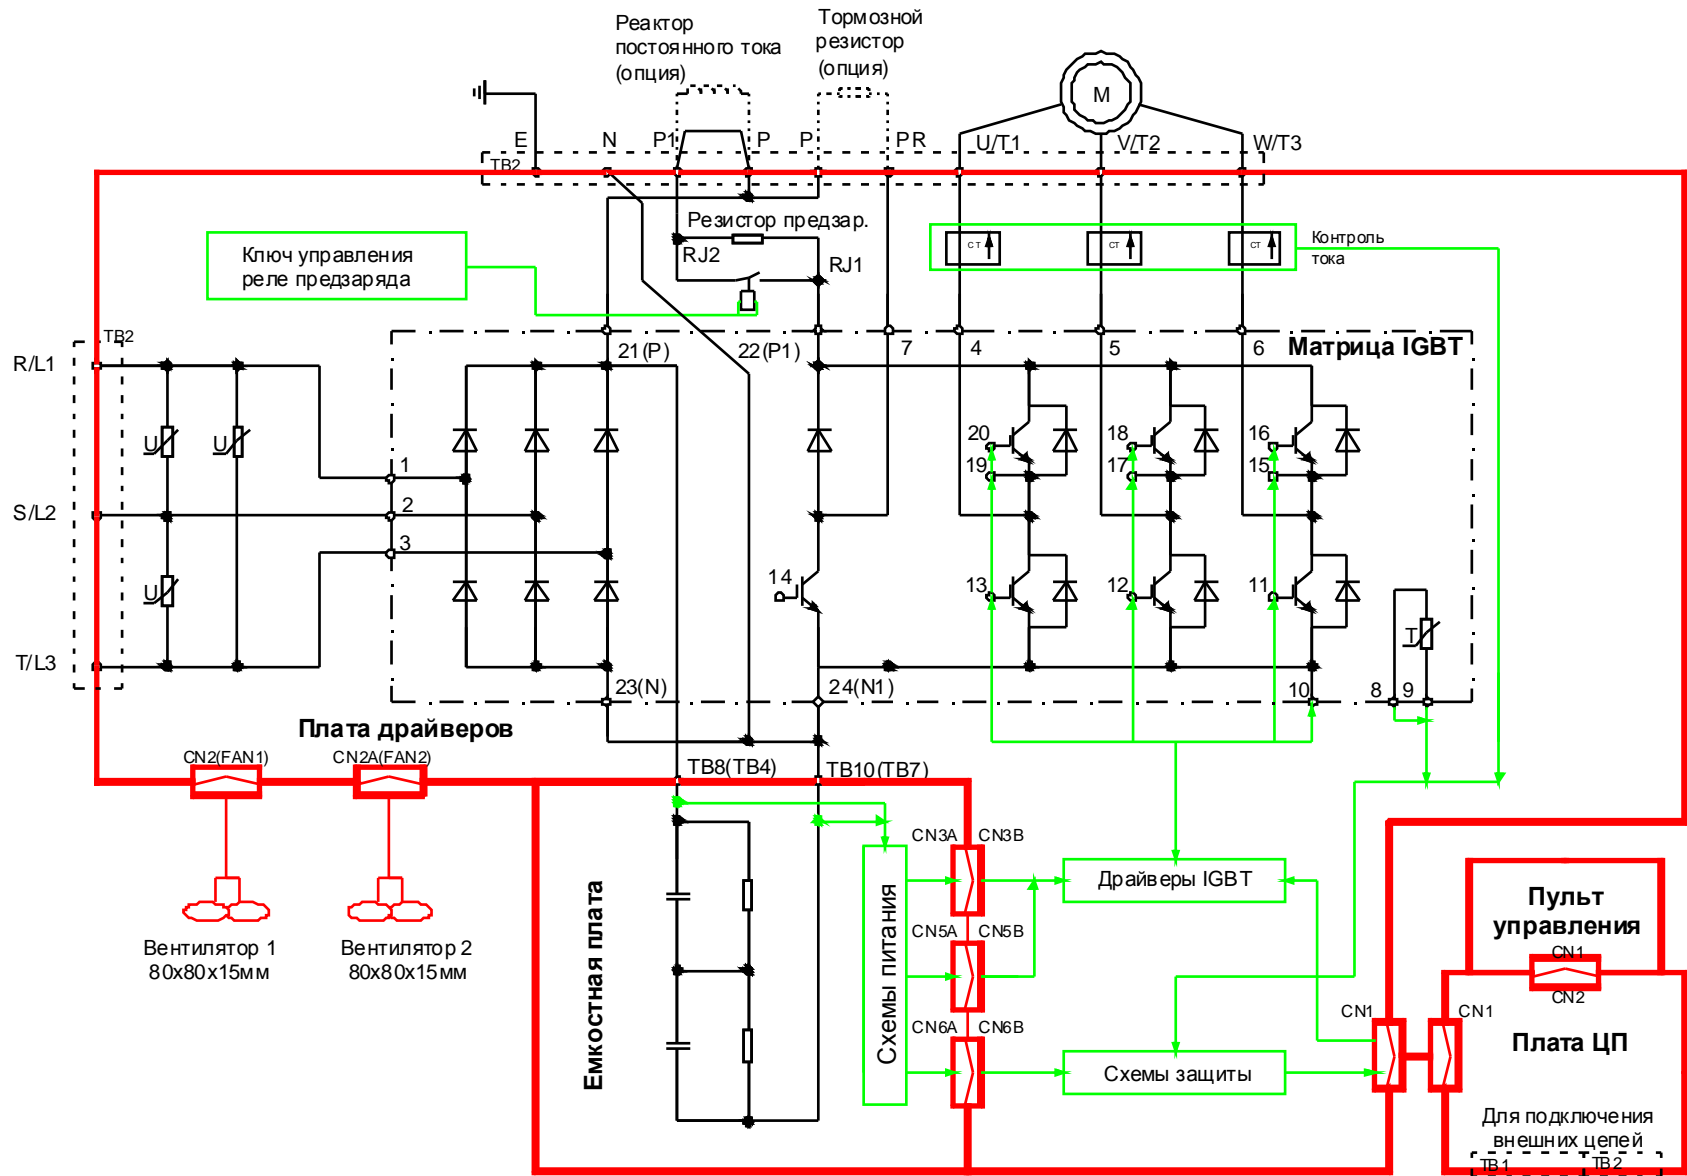 Реактор
постоянного тока
(опция)
Тормозной
резистор
(опция)
M
E
N
P1
P
P
PR
U/T1
V/T2
W/T3
TB2
Резистор предзар.
RJ2
RJ1
CT
CT
CT
Контроль
тока
Ключ управления
реле предзаряда
TB2
R/L1
S/L2
T/L3
21(P)
22(P1)
7
4
5
6
Матрица IGBT
U
U
U
1
2
3
20
19
18
17
16
15
14
13
12
11
T
23(N)
24(N1)
10
8
9
Плата драйверов
CN2(FAN1)
CN2A(FAN2)
TB8(TB4)
TB10(TB7)
Вентилятор 1
80x80x15мм
Вентилятор 2
80x80x15мм
Емкостная плата
Схемы питания
CN3A
CN3B
CN5A
CN5B
CN6A
CN6B
Драйверы IGBT
Схемы защиты
CN1
CN1
Пульт
управления
CN1
CN2
Плата ЦП
Для подключения
внешних цепей
TB1
TB2